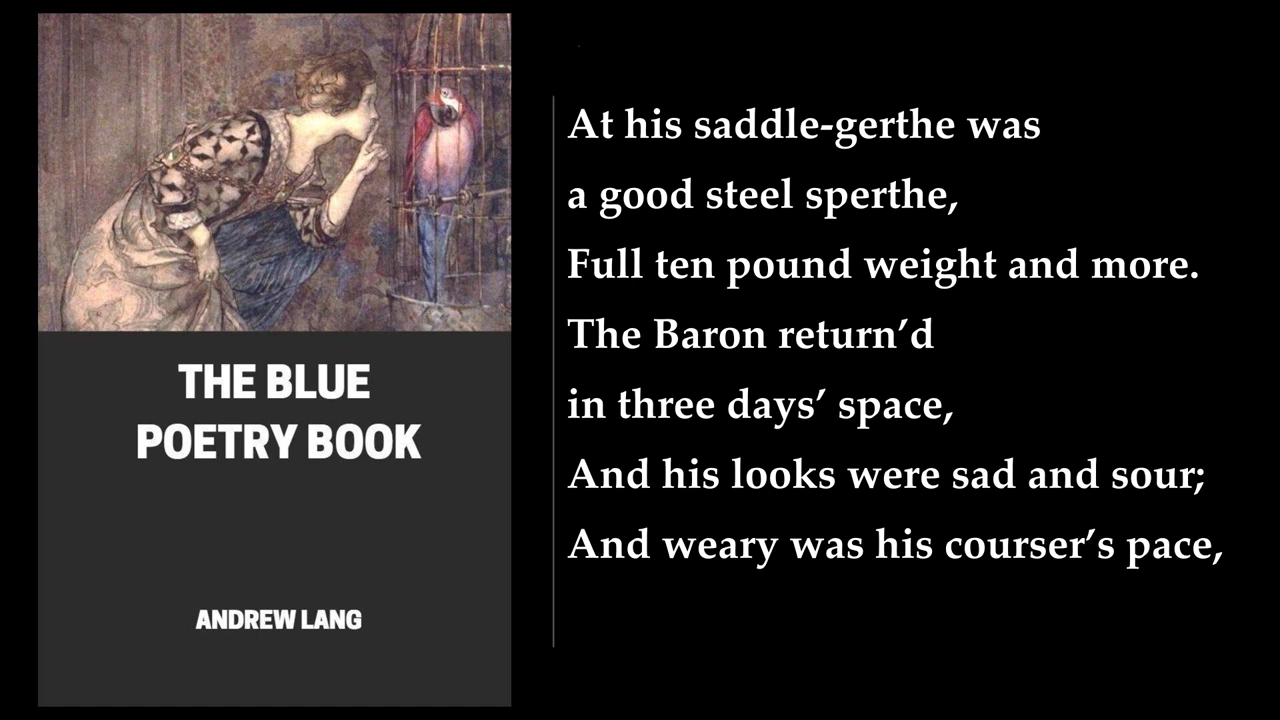 THE BLUE
POETRY BOOK
ANDREW LANG
At his saddle-gerthe was
a good steel sperthe,
Full ten pound weight and more.
The Baron return’d
in three days’ space,
And his looks were sad and sour;
And weary was his courser’s pace,